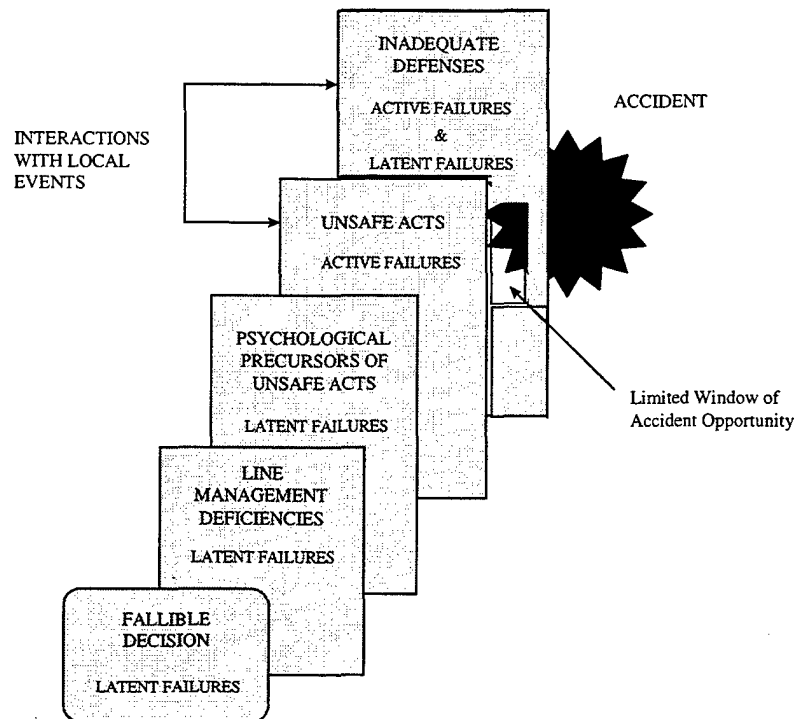 INADEQUATE
DEFENSES
ACTIVE FAILURES
&
LATENT FAILURES
ACCIDENT
INTERACTIONS
WITH LOCAL
EVENTS
UNSAFE ACTS
ACTIVE FAILURES
PSYCHOLOGICAL
PRECURSORS OF
UNSAFE ACTS
LATENT FAILURES
Limited Window of
Accident Opportunity
LINE
MANAGEMENT
DEFICIENCIES
LATENT FAILURES
FALLIBLE
DECISION
LATENT FAILURES